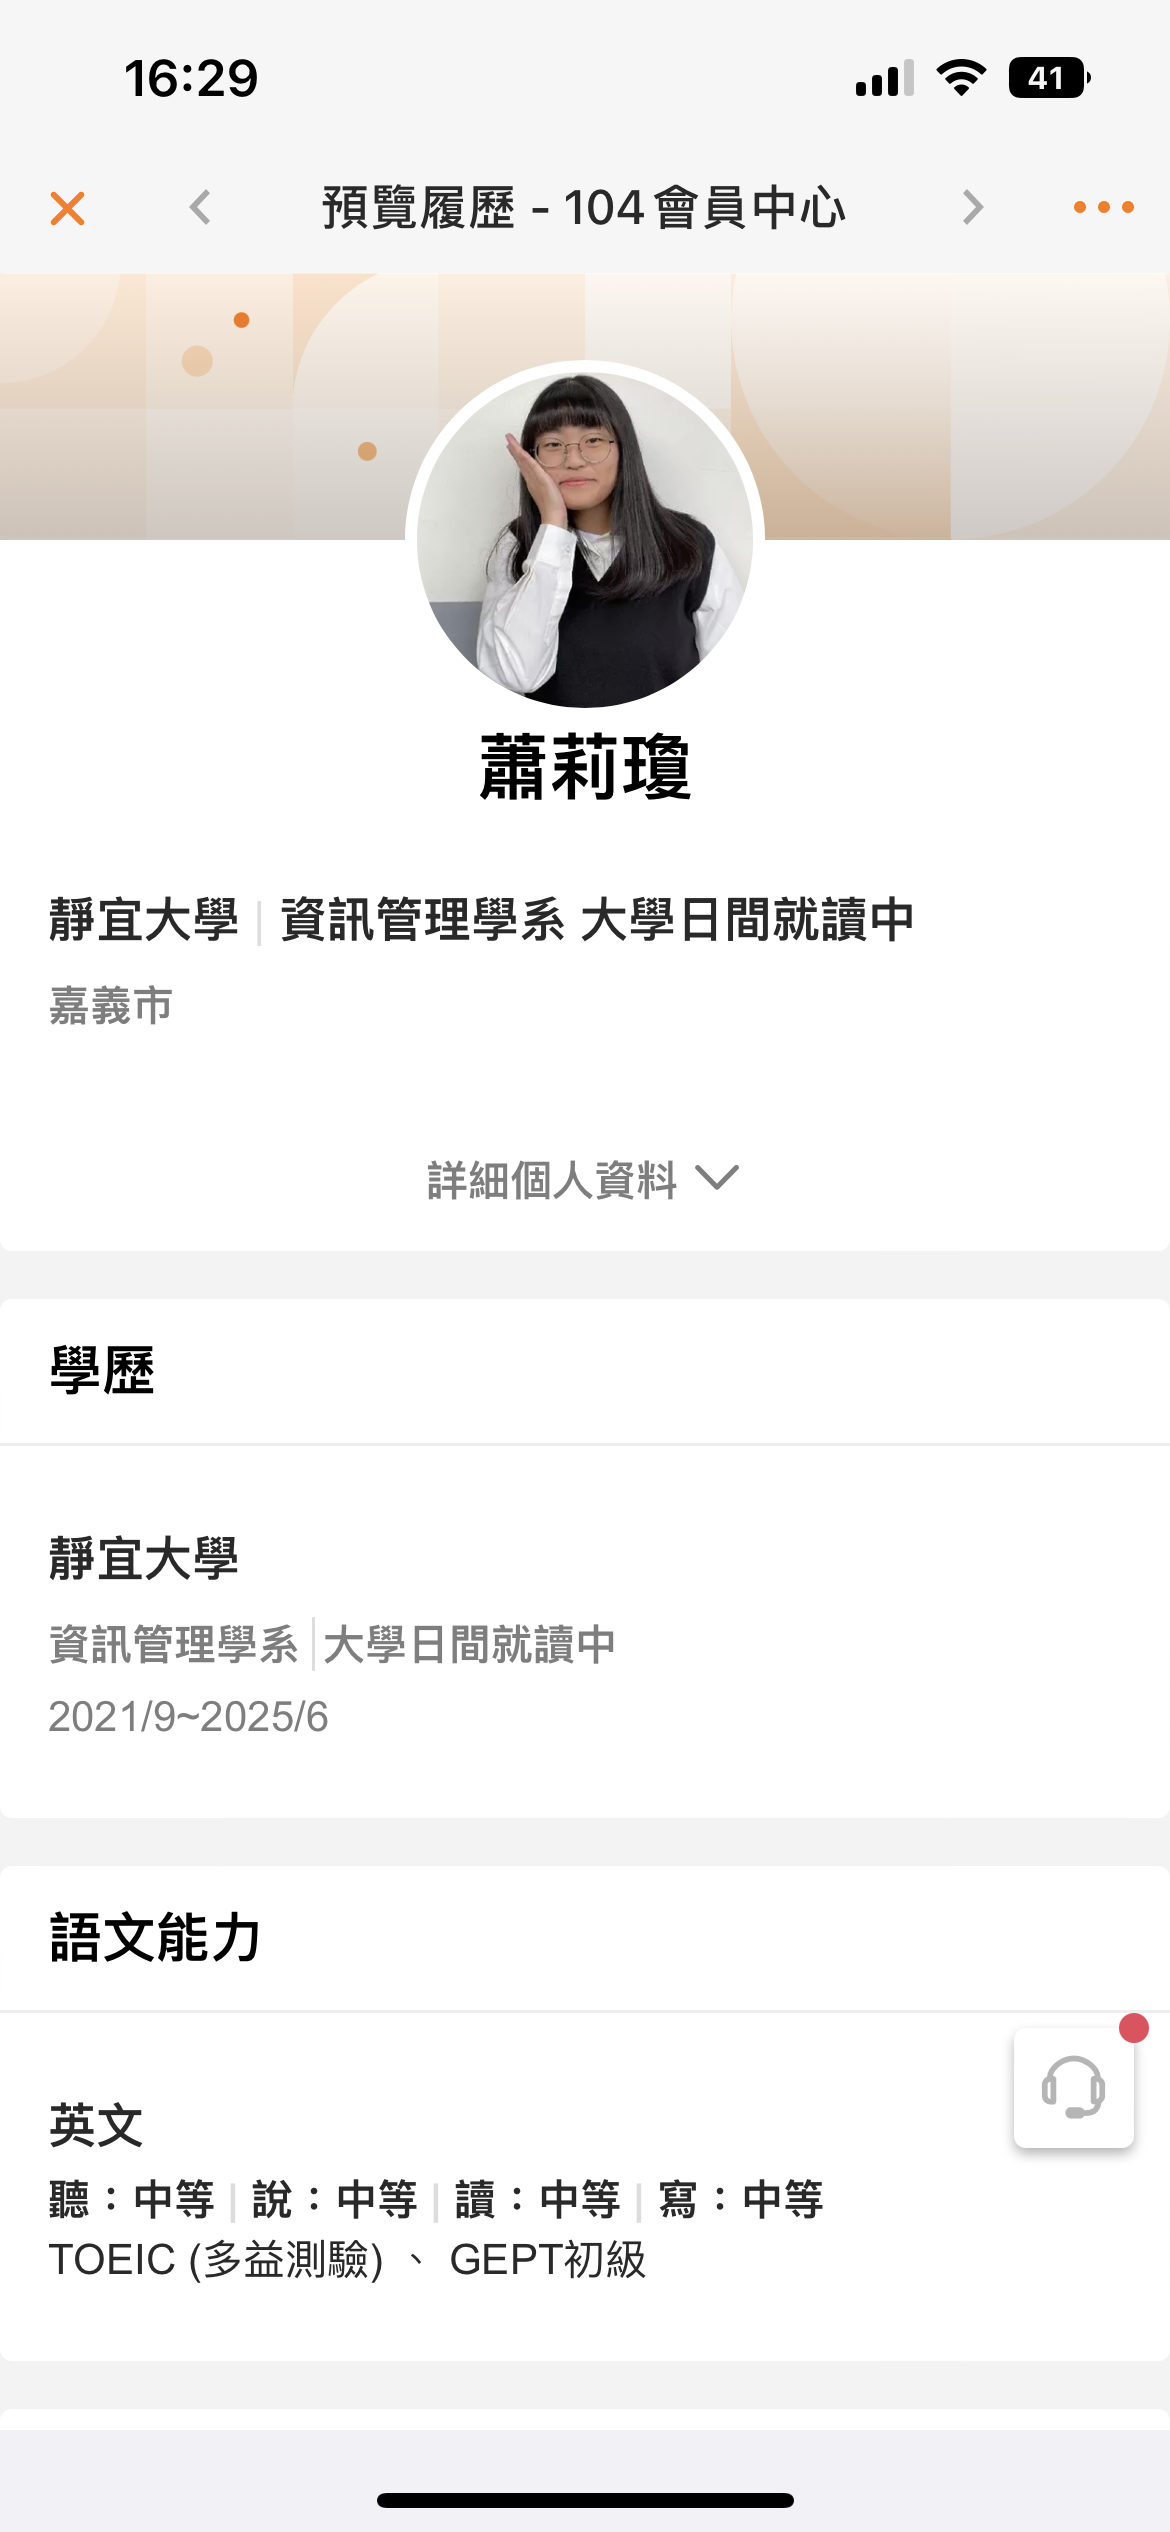 16:29
41
預覽履歷 - 104會員中心
蕭莉瓊
靜宜大學 | 資訊管理學系 大學日間就讀中
嘉義市
詳細個人資料
學歷
靜宜大學
資訊管理學系 | 大學日間就讀中
2021/9~2025/6
語文能力
英文
聽：中等 | 說：中等 | 讀：中等 | 寫：中等
TOEIC (多益測驗) 、 GEPT初級